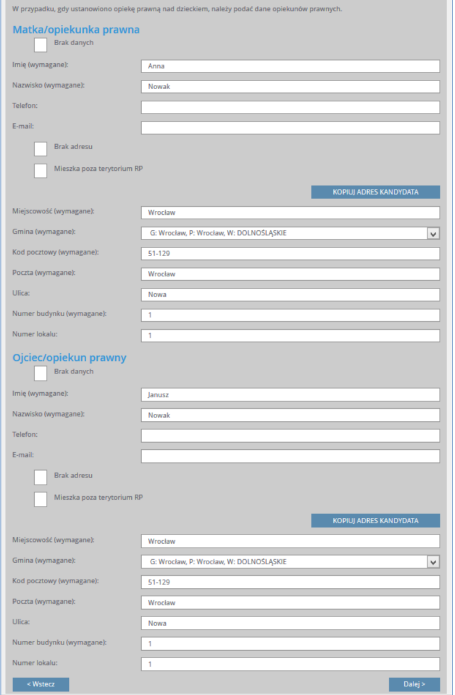 W przypadku, gdy ustanowiono opiekę prawną nad dzieckiem, należy podać dane opiekunów prawnych.
Matka/opiekunka prawna
Brak danych
Imię (wymagane): Anna
Nazwisko (wymagane): Nowak
Telefon:
E-mail:
Brak adresu
Mieszka poza terytorium RP
KOPIUJ ADRES KANDYDATA
Miejscowość (wymagane): Wrocław
Gmina (wymagane): G: Wrocław, P: Wrocław, W: DOLNOŚLĄSKIE
Kod pocztowy (wymagane): 51-129
Poczta (wymagane): Wrocław
Ulica: Nowa
Numer budynku (wymagane): 1
Numer lokalu: 1
Ojciec/opiekun prawny
Brak danych
Imię (wymagane): Janusz
Nazwisko (wymagane): Nowak
Telefon:
E-mail:
Brak adresu
Mieszka poza terytorium RP
KOPIUJ ADRES KANDYDATA
Miejscowość (wymagane): Wrocław
Gmina (wymagane): G: Wrocław, P: Wrocław, W: DOLNOŚLĄSKIE
Kod pocztowy (wymagane): 51-129
Poczta (wymagane): Wrocław
Ulica: Nowa
Numer budynku (wymagane): 1
Numer lokalu: 1
< Wstecz Dalej >